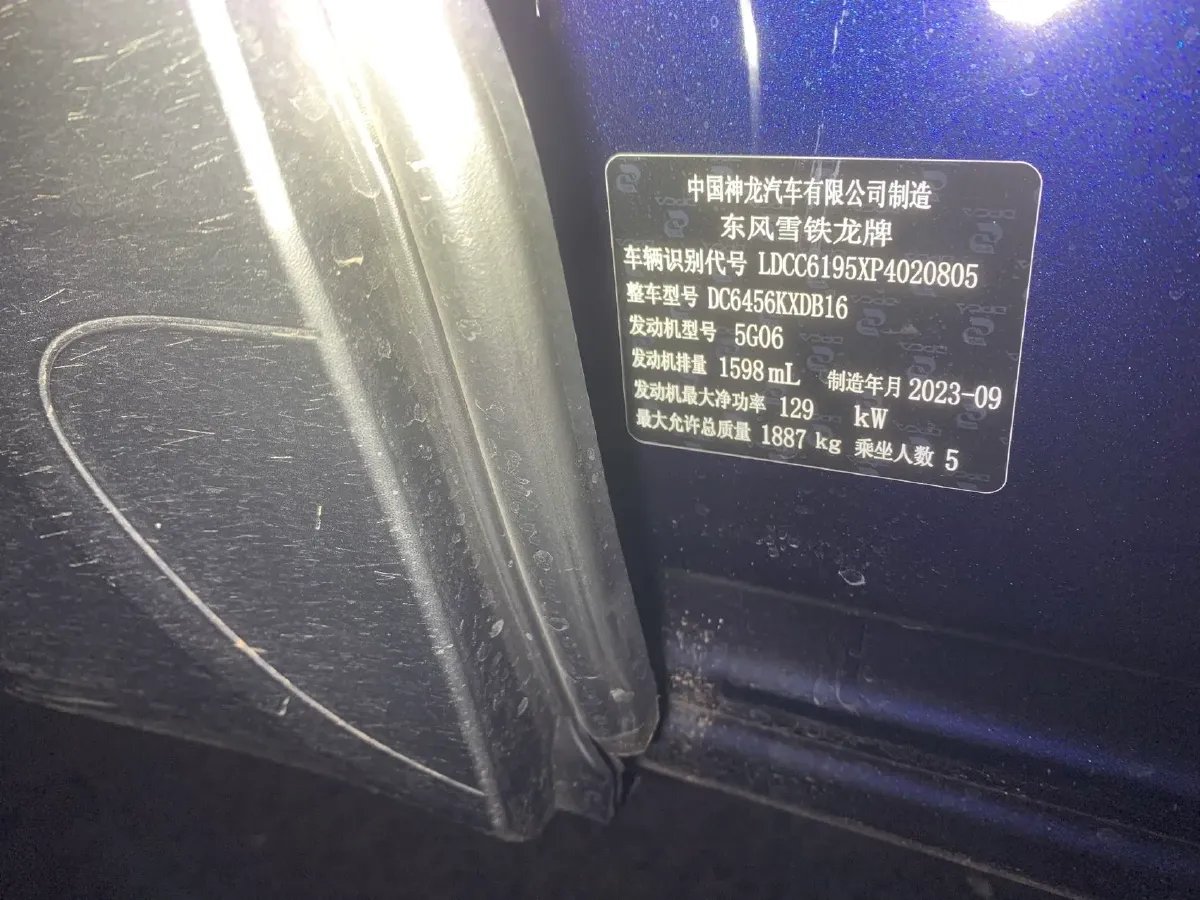 中国神龙汽车有限公司制造
东风雪铁龙牌
车辆识别代号 LDCC6195XP4020805
整车型号 DC6456KXDB16
发动机型号 5G06
发动机排量 1598 mL 制造年月 2023-09
发动机最大净功率 129 kW
最大允许总质量 1887 kg 乘坐人数 5